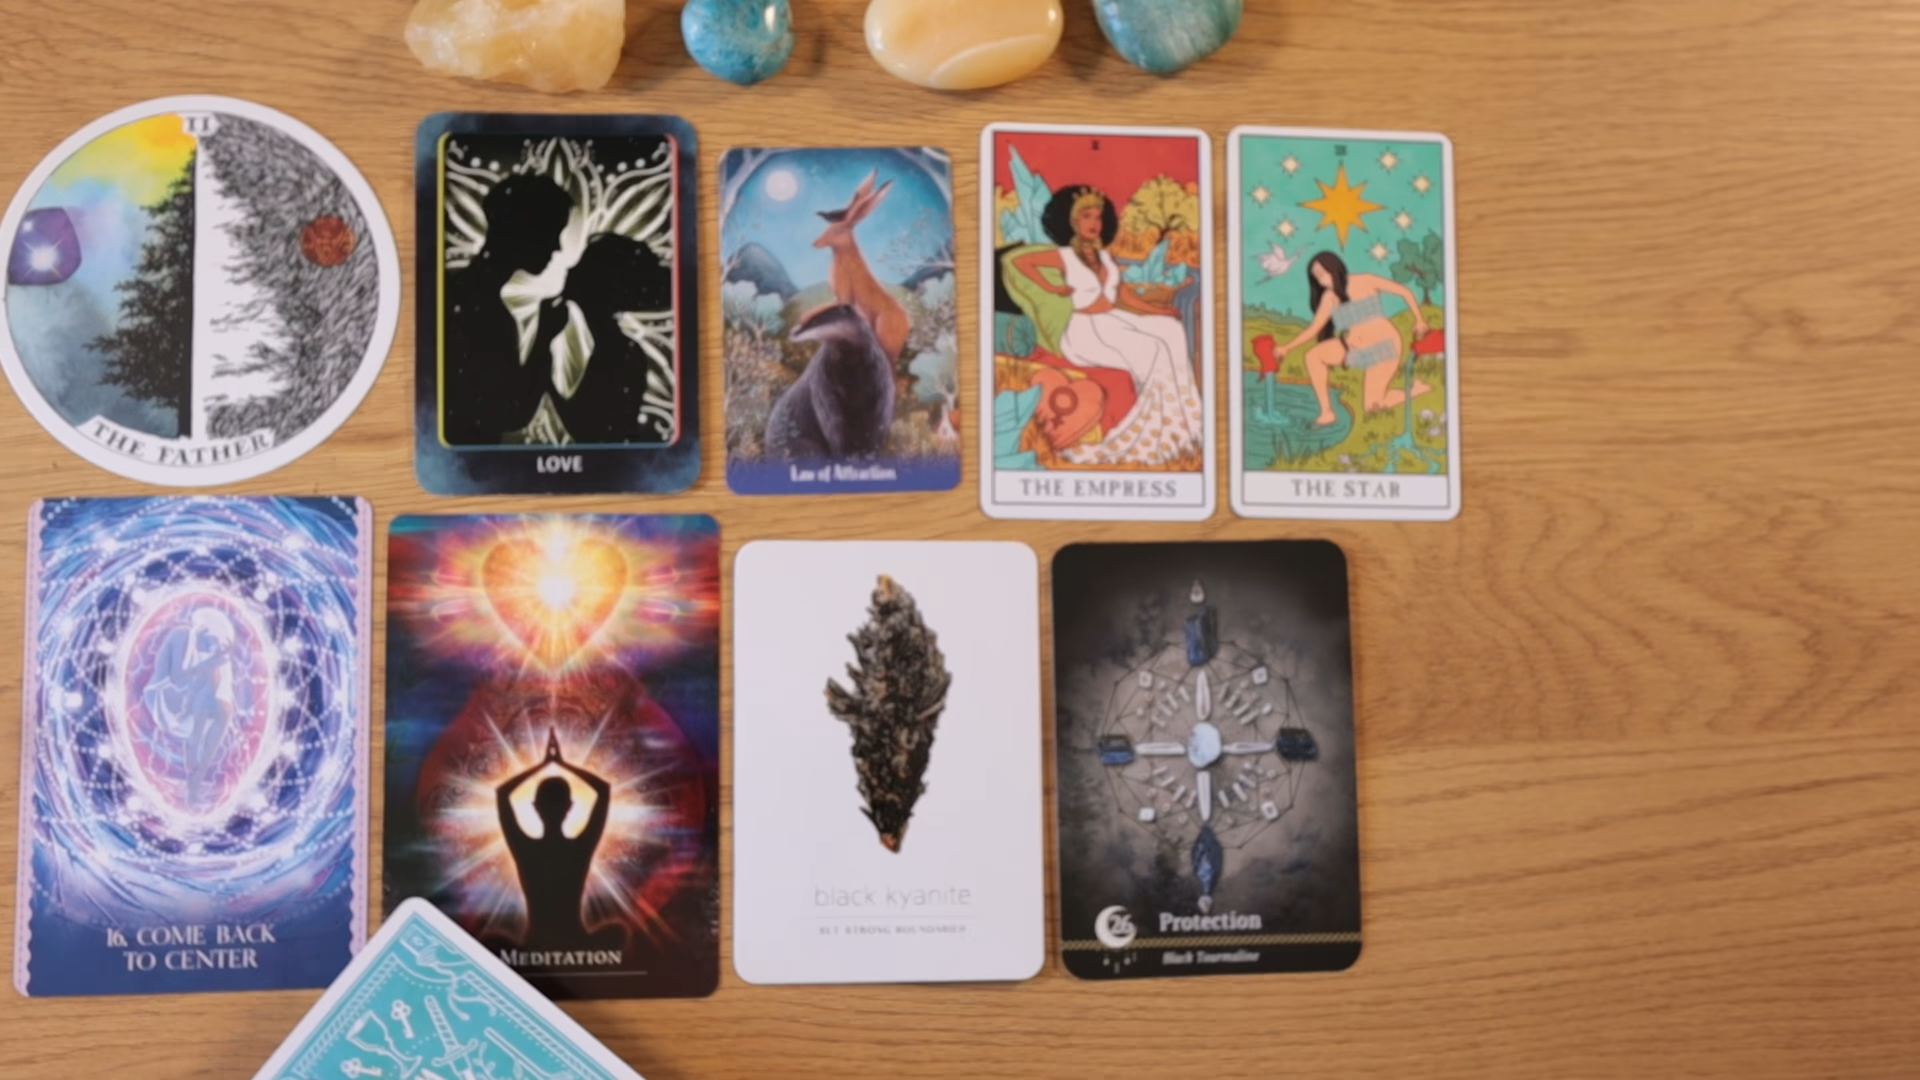 II
THE FATHER
LOVE
Law of Attraction
THE EMPRESS
THE STAR
16. COME BACK
TO CENTER
MEDITATION
black kyanite
SET STRONG BOUNDARIES
26
Protection
Black Tourmaline